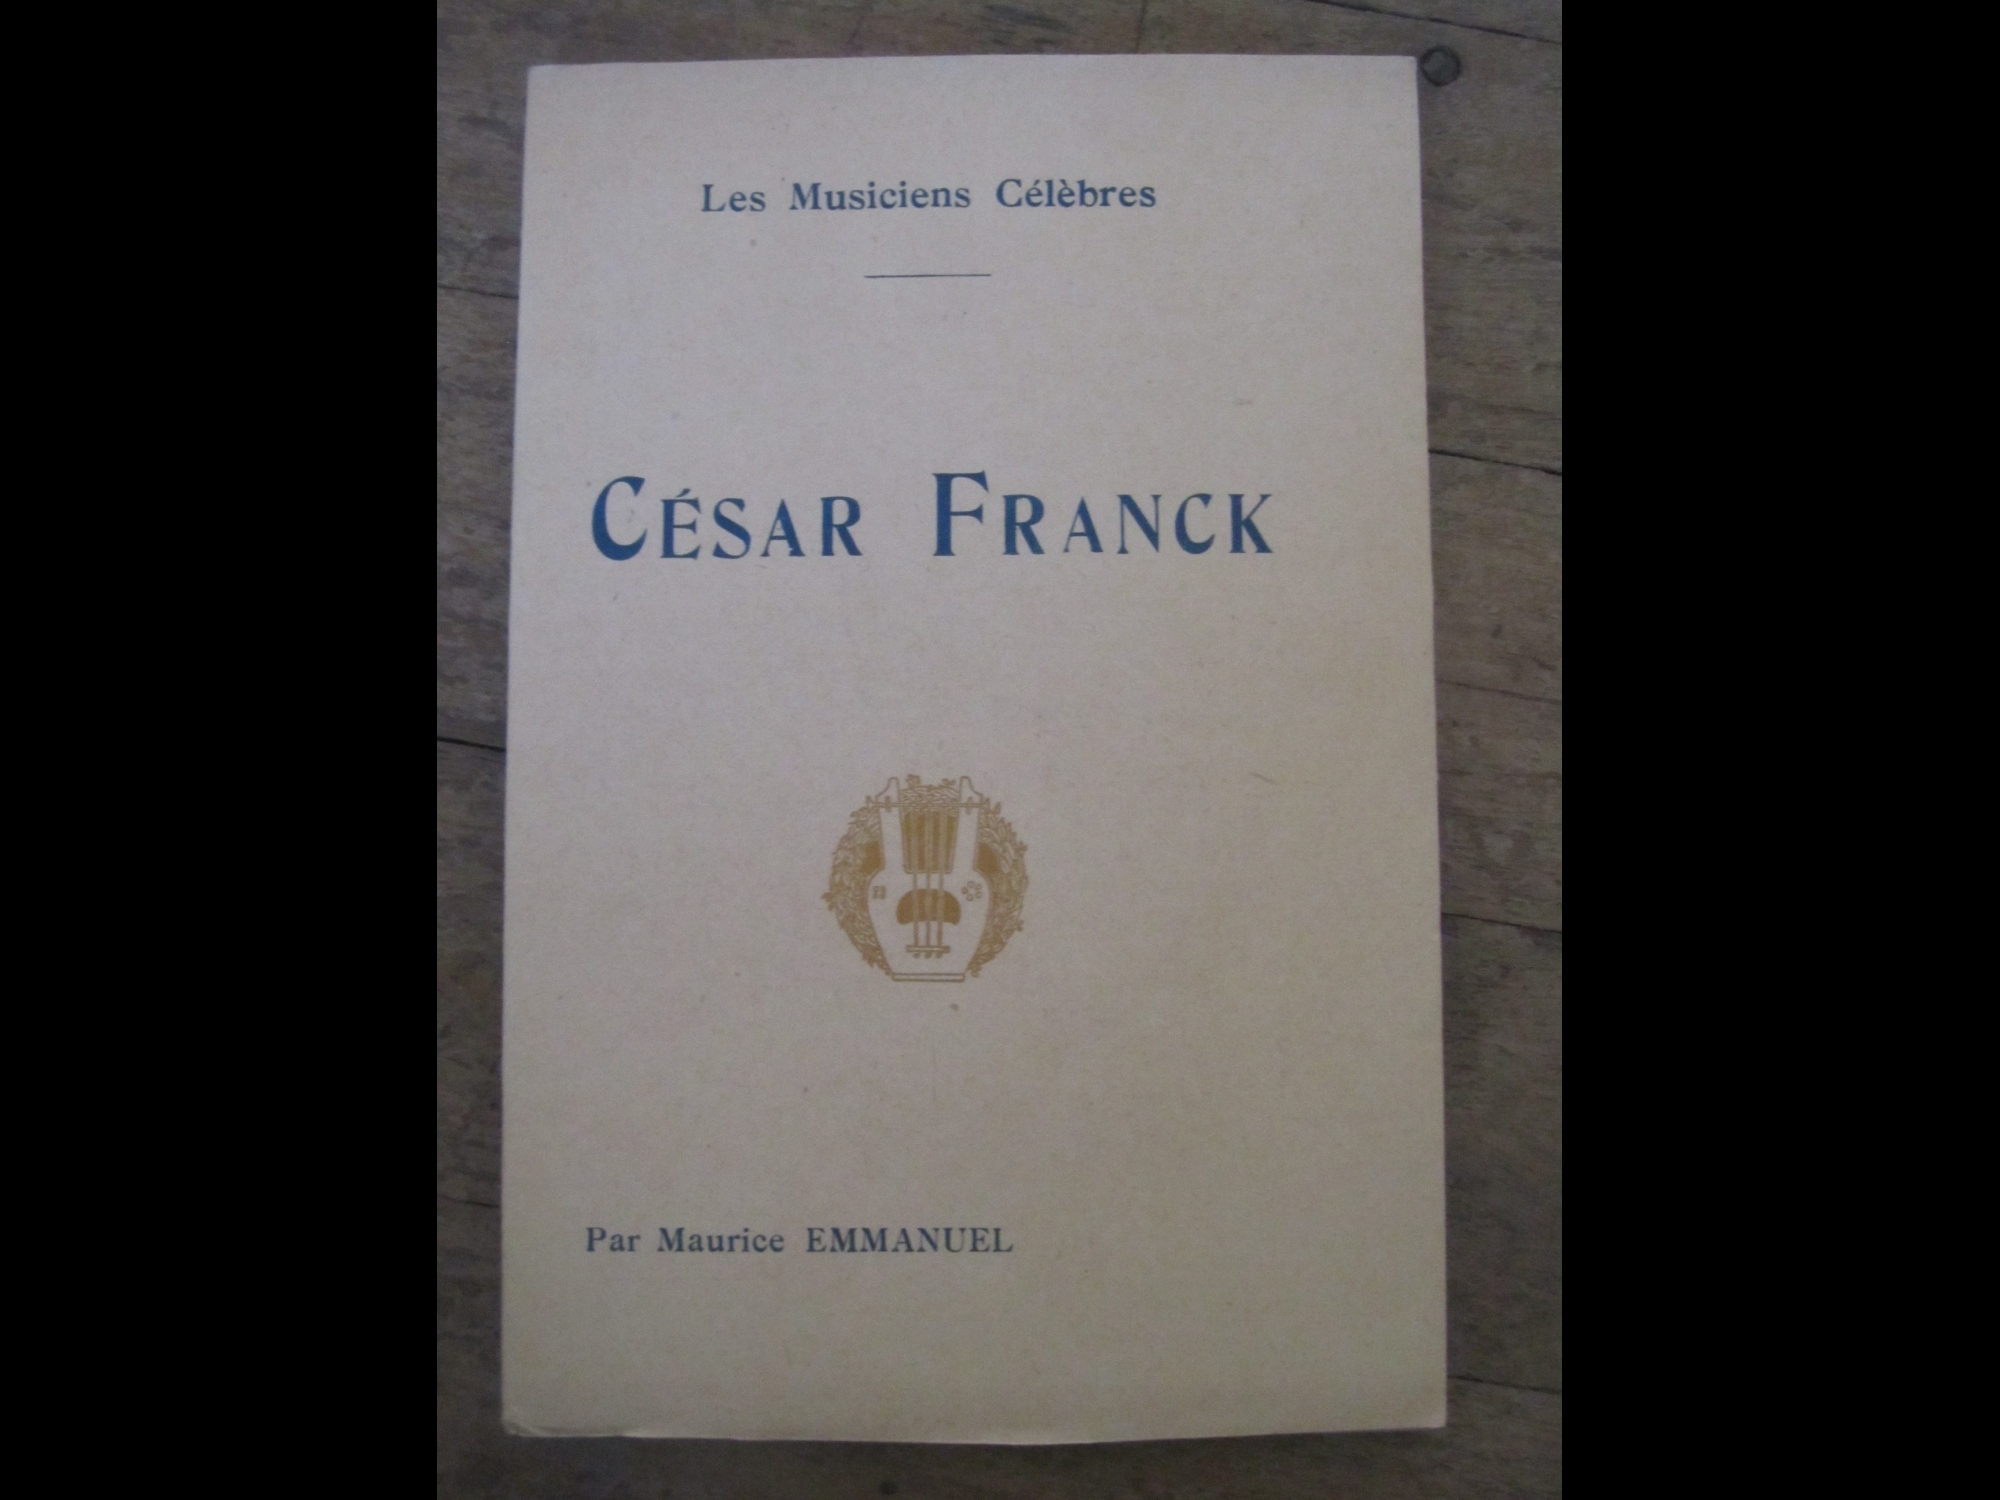 Les Musiciens Célèbres
CÉSAR FRANCK
Par Maurice EMMANUEL